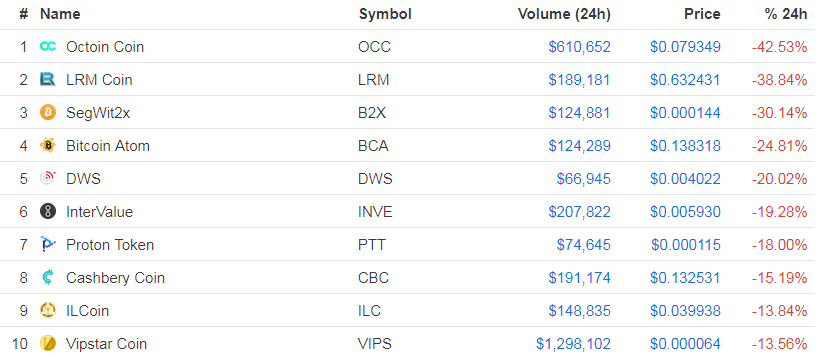 # Name Symbol Volume (24h) Price % 24h
1 Octoin Coin OCC $610,652 $0.079349 -42.53%
2 LRM Coin LRM $189,181 $0.632431 -38.84%
3 SegWit2x B2X $124,881 $0.000144 -30.14%
4 Bitcoin Atom BCA $124,289 $0.138318 -24.81%
5 DWS DWS $66,945 $0.004022 -20.02%
6 InterValue INVE $207,822 $0.005930 -19.28%
7 Proton Token PTT $74,645 $0.000115 -18.00%
8 Cashbery Coin CBC $191,174 $0.132531 -15.19%
9 ILCoin ILC $148,835 $0.039938 -13.84%
10 Vipstar Coin VIPS $1,298,102 $0.000064 -13.56%